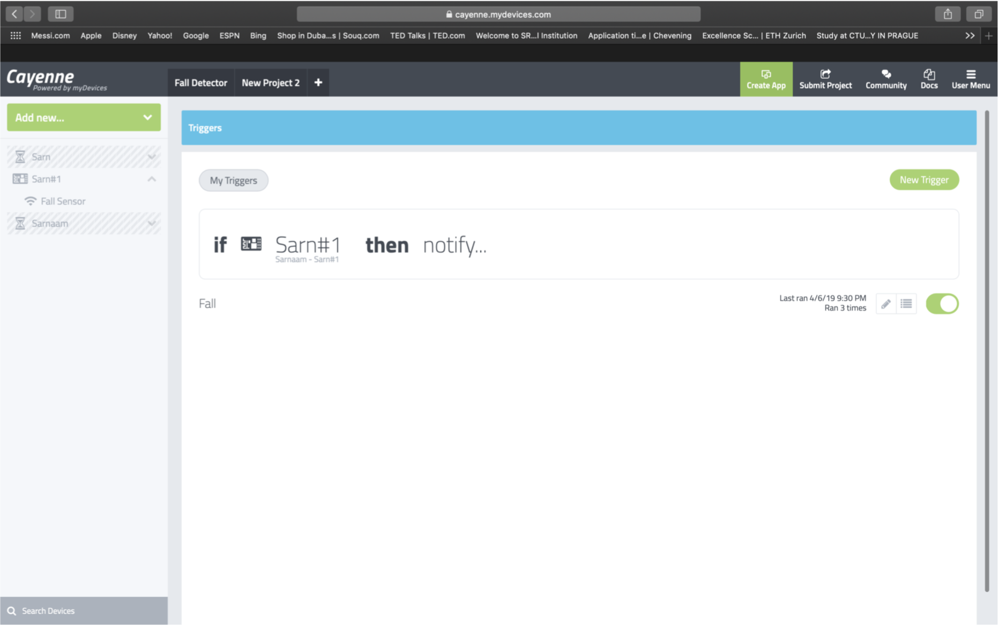 cayenne.mydevices.com
Messi.com Apple Disney Yahoo! Google ESPN Bing Shop in Duba...s | Souq.com TED Talks | TED.com Welcome to SR...l Institution Application ti...e | Chevening Excellence Sc... | ETH Zurich Study at CTU...Y IN PRAGUE >> +
Cayenne
Powered by myDevices
Fall Detector New Project 2 +
Create App Submit Project Community Docs User Menu
Add new...
Triggers
Sarn
Sarn#1
Fall Sensor
Sarnaam
My Triggers New Trigger
if Sarn#1 then notify...
Sarnaam - Sarn#1
Fall
Last ran 4/6/19 9:30 PM
Ran 3 times
Search Devices